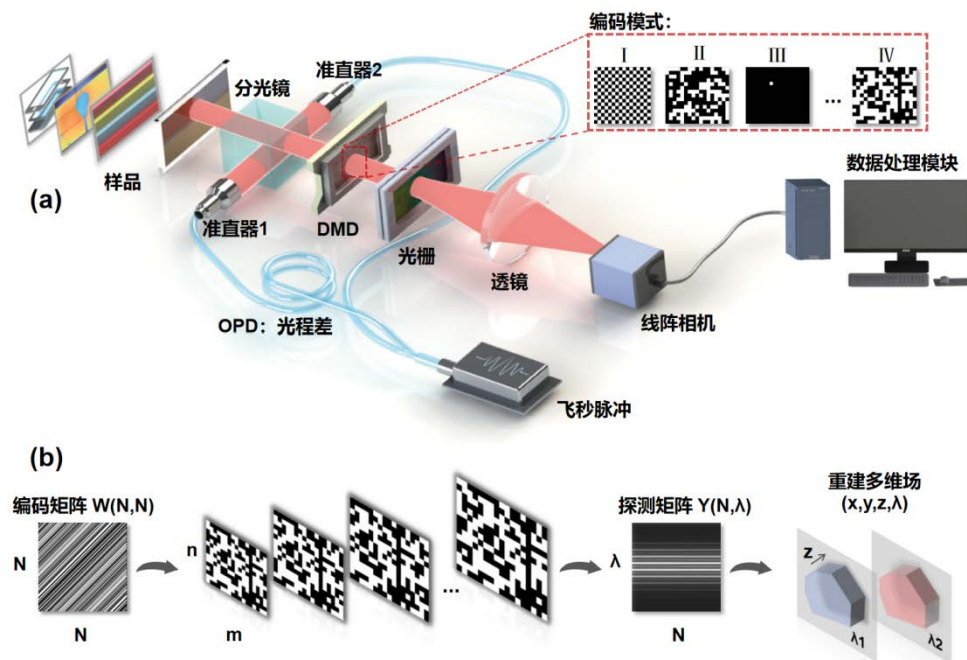 编码模式：
I II III IV
...
准直器2
分光镜
样品
(a)
准直器1
DMD
光栅
透镜
线阵相机
数据处理模块
OPD：光程差
飞秒脉冲
(b)
编码矩阵 W(N,N)
N
N
n
m
...
探测矩阵 Y(N,λ)
λ
N
重建多维场
(x,y,z,λ)
z
λ1
λ2